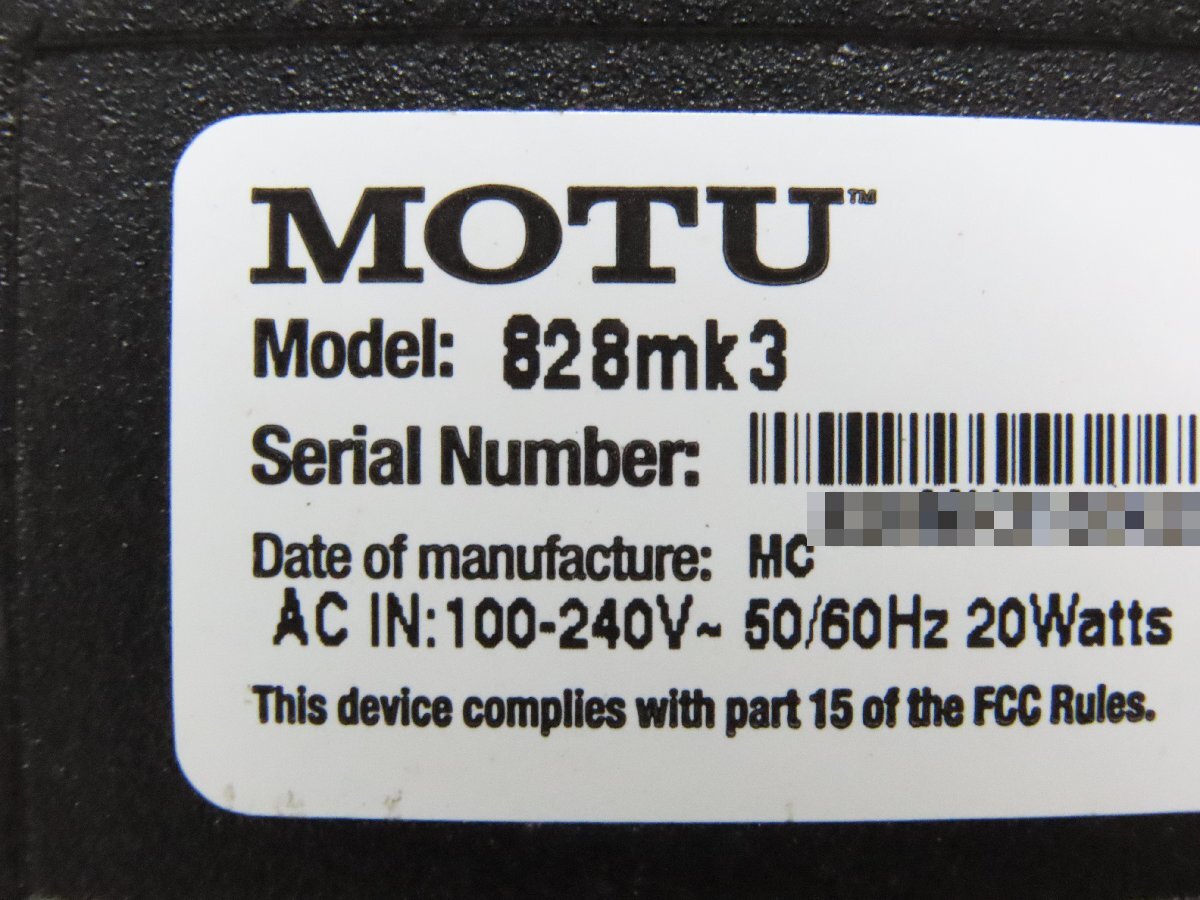 MOTU™
Model: 828mk3
Serial Number:
Date of manufacture: HC
AC IN:100-240V~ 50/60Hz 20Watts
This device complies with part 15 of the FCC Rules.